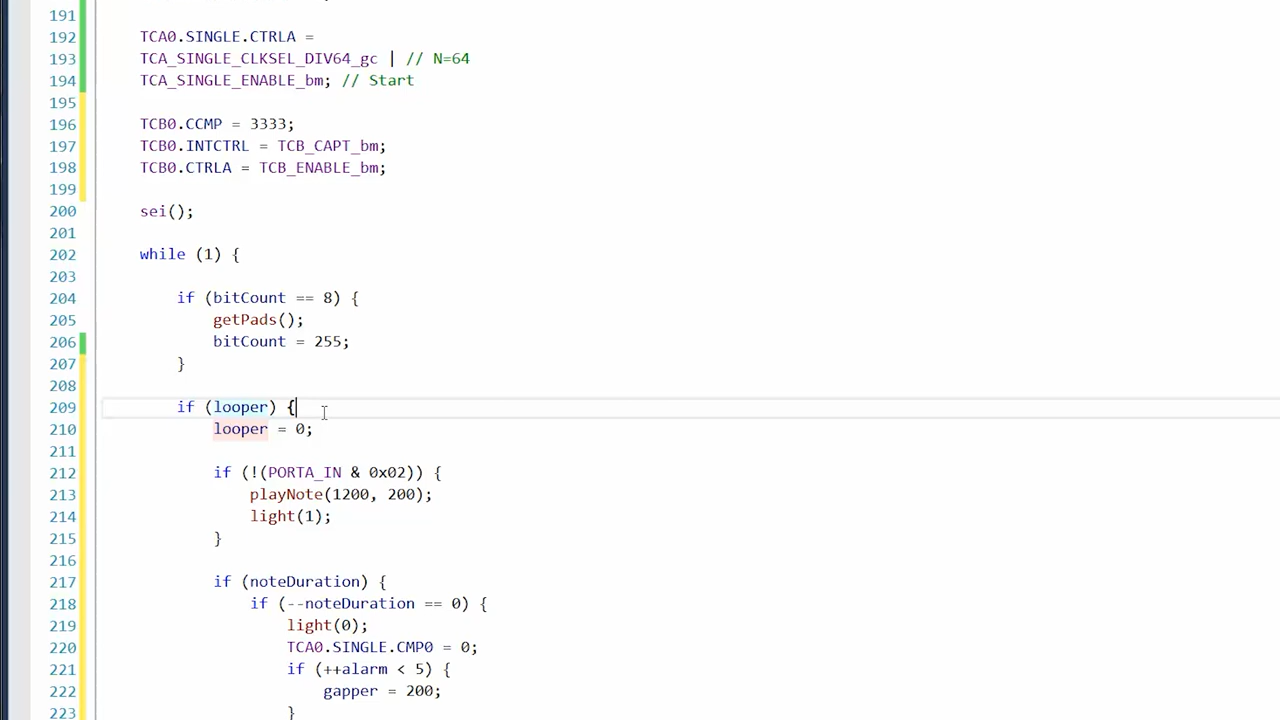 191
192 TCA0.SINGLE.CTRLA =
193 TCA_SINGLE_CLKSEL_DIV64_gc | // N=64
194 TCA_SINGLE_ENABLE_bm; // Start
195
196 TCB0.CCMP = 3333;
197 TCB0.INTCTRL = TCB_CAPT_bm;
198 TCB0.CTRLA = TCB_ENABLE_bm;
199
200 sei();
201
202 while (1) {
203
204 if (bitCount == 8) {
205 getPads();
206 bitCount = 255;
207 }
208
209 if (looper) {
210 looper = 0;
211
212 if (!(PORTA_IN & 0x02)) {
213 playNote(1200, 200);
214 light(1);
215 }
216
217 if (noteDuration) {
218 if (--noteDuration == 0) {
219 light(0);
220 TCA0.SINGLE.CMP0 = 0;
221 if (++alarm < 5) {
222 gapper = 200;
223 }